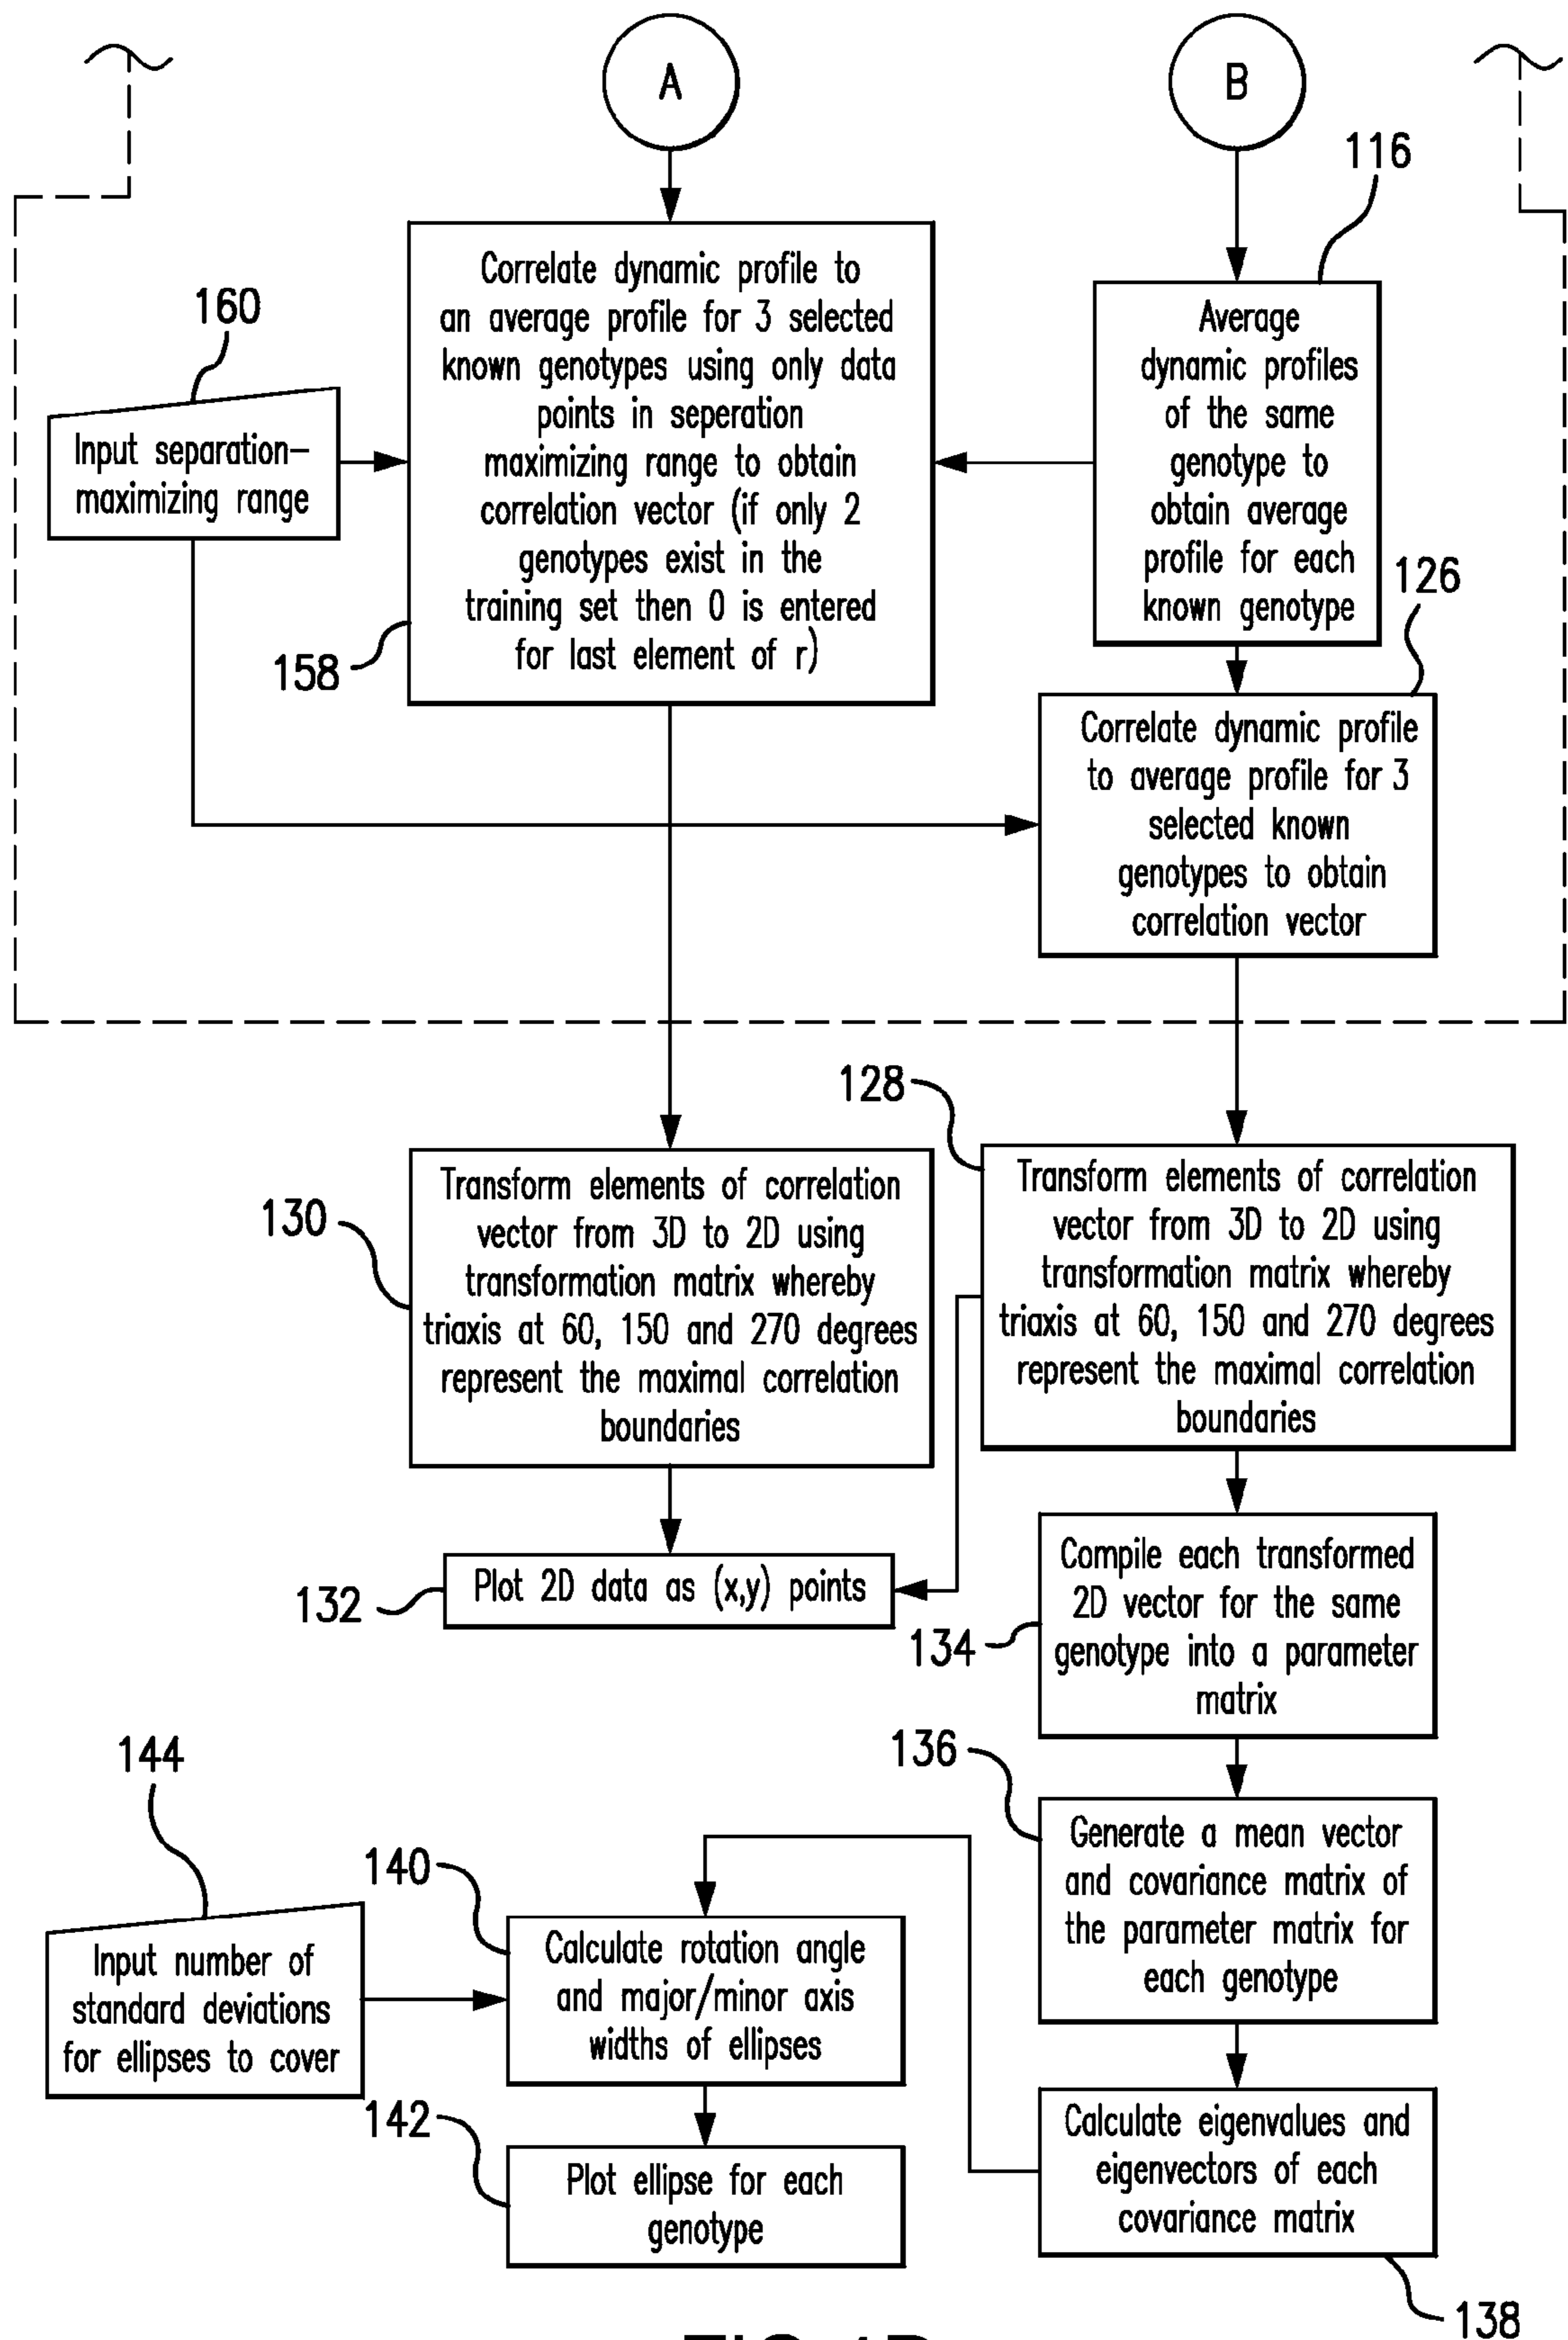 A
B
116
160
Correlate dynamic profile to
an average profile for 3 selected
known genotypes using only data
points in seperation
maximizing range to obtain
correlation vector (if only 2
genotypes exist in the
training set then 0 is entered
for last element of r)
158
Average
dynamic profiles
of the same
genotype to
obtain average
profile for each
known genotype
Input separation-
maximizing range
126
Correlate dynamic profile
to average profile for 3
selected known
genotypes to obtain
correlation vector
128
130
Transform elements of correlation
vector from 3D to 2D using
transformation matrix whereby
triaxis at 60, 150 and 270 degrees
represent the maximal correlation
boundaries
Transform elements of correlation
vector from 3D to 2D using
transformation matrix whereby
triaxis at 60, 150 and 270 degrees
represent the maximal correlation
boundaries
132
Plot 2D data as (x,y) points
134
Compile each transformed
2D vector for the same
genotype into a parameter
matrix
144
136
Generate a mean vector
and covariance matrix of
the parameter matrix for
each genotype
140
Input number of
standard deviations
for ellipses to cover
Calculate rotation angle
and major/minor axis
widths of ellipses
142
Plot ellipse for each
genotype
Calculate eigenvalues and
eigenvectors of each
covariance matrix
138